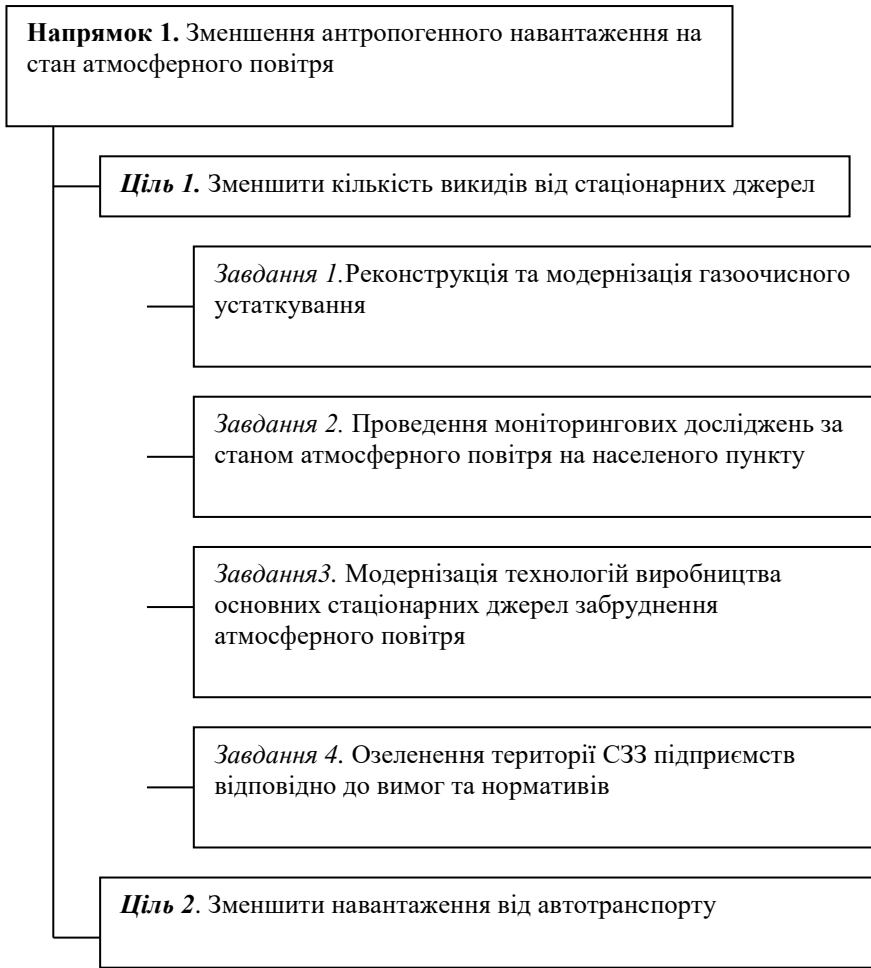 Напрямок 1. Зменшення антропогенного навантаження на
стан атмосферного повітря
Ціль 1. Зменшити кількість викидів від стаціонарних джерел
Завдання 1.Реконструкція та модернізація газоочисного
устаткування
Завдання 2. Проведення моніторингових досліджень за
станом атмосферного повітря на населеного пункту
Завдання3. Модернізація технологій виробництва
основних стаціонарних джерел забруднення
атмосферного повітря
Завдання 4. Озеленення території СЗЗ підприємств
відповідно до вимог та нормативів
Ціль 2. Зменшити навантаження від автотранспорту